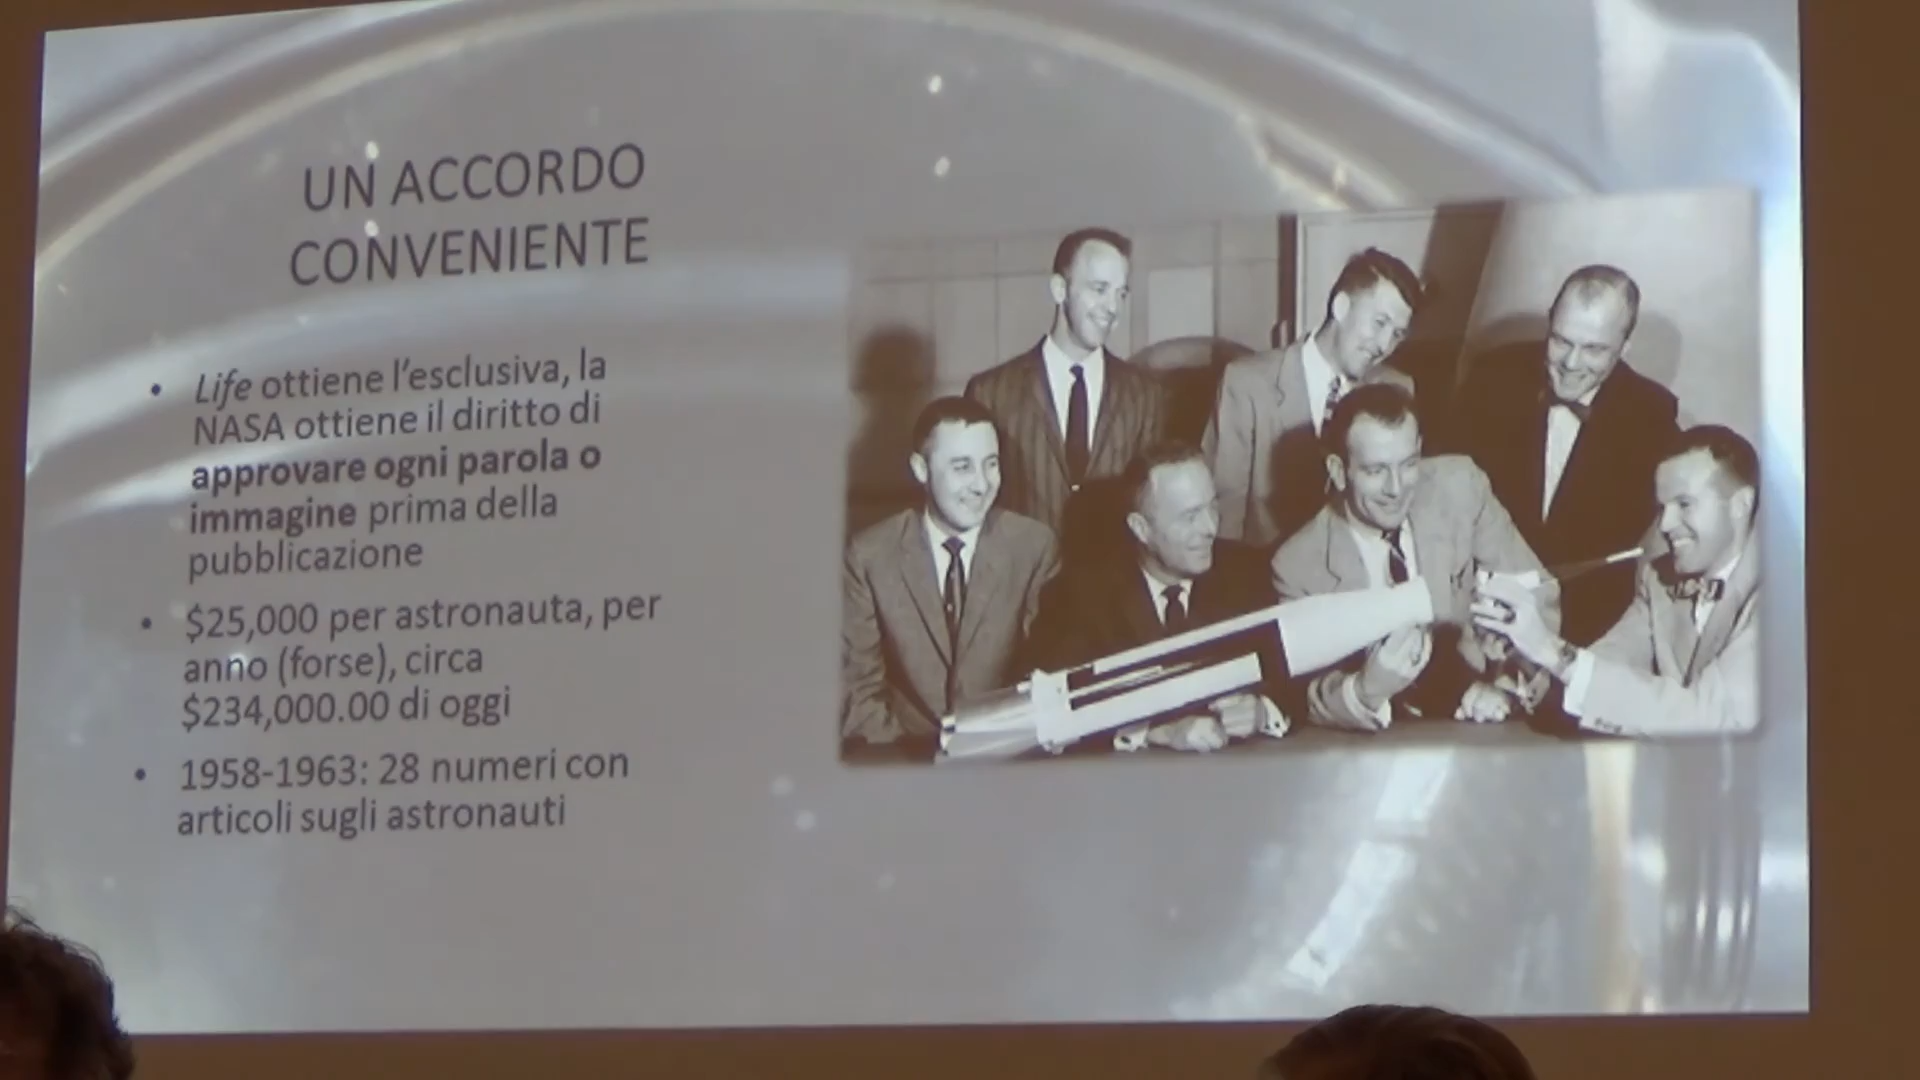 UN ACCORDO
CONVENIENTE
• Life ottiene l'esclusiva, la
NASA ottiene il diritto di
approvare ogni parola o
immagine prima della
pubblicazione
• $25,000 per astronauta, per
anno (forse), circa
$234,000.00 di oggi
• 1958-1963: 28 numeri con
articoli sugli astronauti